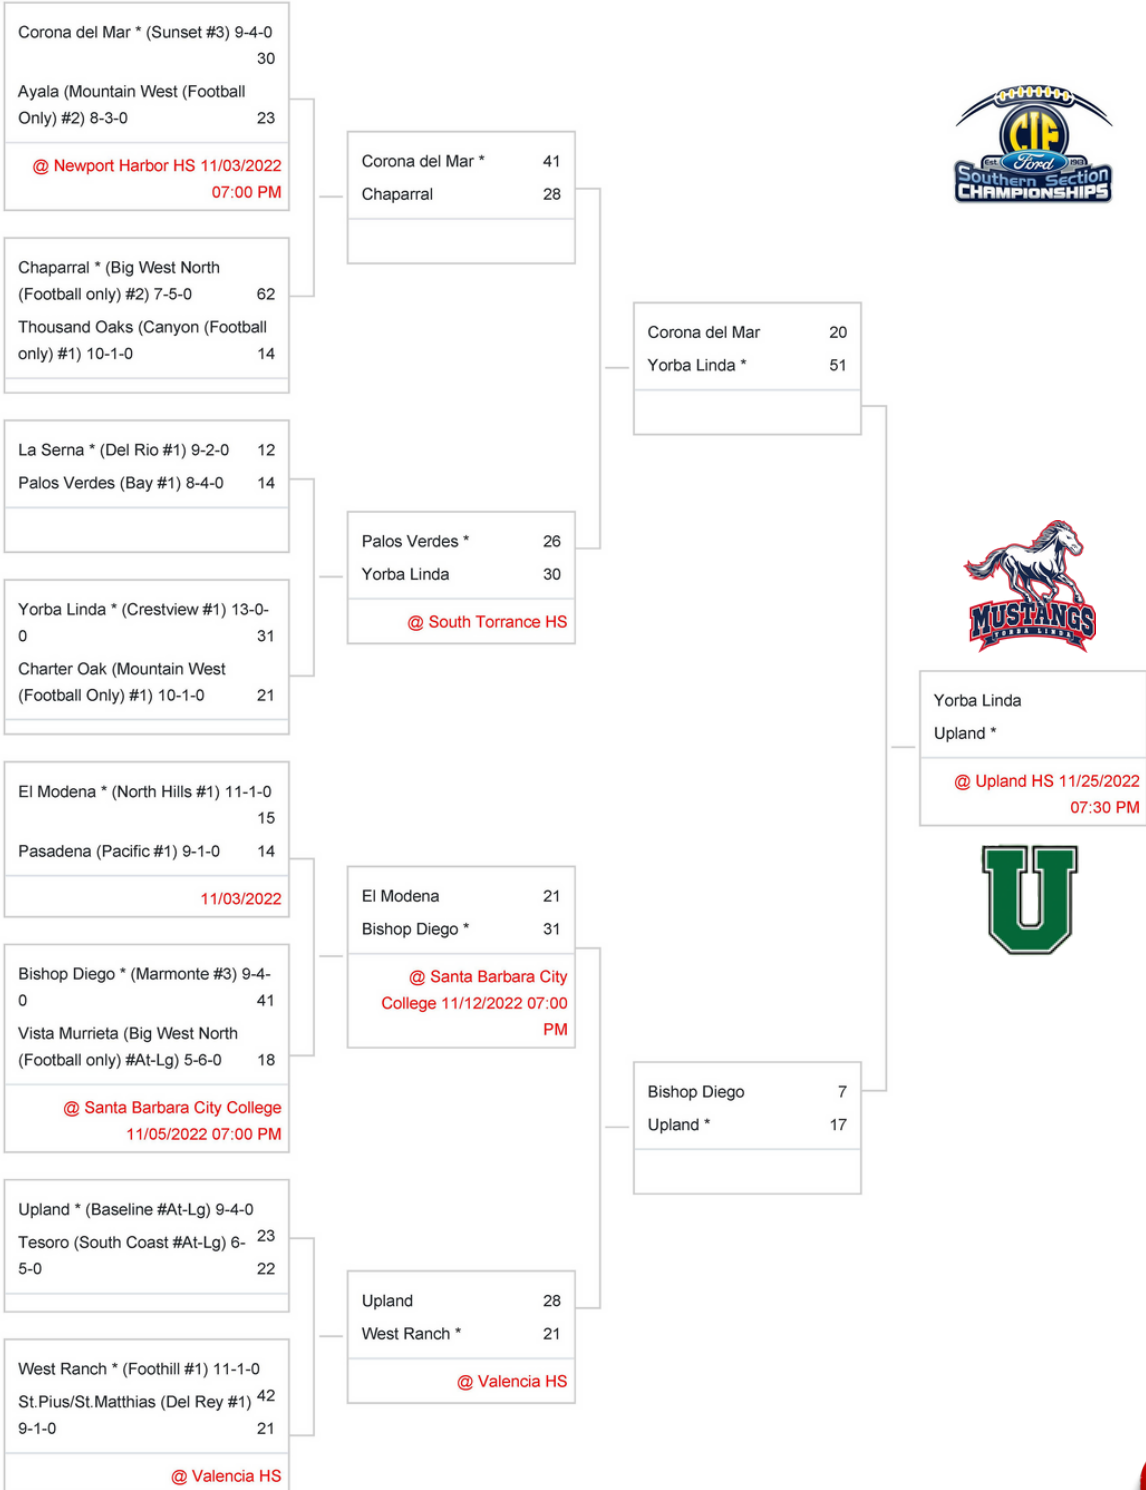 Corona del Mar * (Sunset #3) 9-4-0
30
Ayala (Mountain West (Football
Only) #2) 8-3-0 23
@ Newport Harbor HS 11/03/2022
07:00 PM
Chaparral * (Big West North
(Football only) #2) 7-5-0 62
Thousand Oaks (Canyon (Football
only) #1) 10-1-0 14
La Serna * (Del Rio #1) 9-2-0 12
Palos Verdes (Bay #1) 8-4-0 14
Yorba Linda * (Crestview #1) 13-0-
0 31
Charter Oak (Mountain West
(Football Only) #1) 10-1-0 21
El Modena * (North Hills #1) 11-1-0
15
Pasadena (Pacific #1) 9-1-0 14
11/03/2022
Bishop Diego * (Marmonte #3) 9-4-
0 41
Vista Murrieta (Big West North
(Football only) #At-Lg) 5-6-0 18
@ Santa Barbara City College
11/05/2022 07:00 PM
Upland * (Baseline #At-Lg) 9-4-0
Tesoro (South Coast #At-Lg) 6- 23
5-0 22
West Ranch * (Foothill #1) 11-1-0
St.Pius/St.Matthias (Del Rey #1) 42
9-1-0 21
@ Valencia HS
Corona del Mar * 41
Chaparral 28
Palos Verdes * 26
Yorba Linda 30
@ South Torrance HS
El Modena 21
Bishop Diego * 31
@ Santa Barbara City
College 11/12/2022 07:00
PM
Upland 28
West Ranch * 21
@ Valencia HS
Corona del Mar 20
Yorba Linda * 51
Bishop Diego 7
Upland * 17
CIF
Est. Ford 1913
Southern Section
CHAMPIONSHIPS
MUSTANGS
YORBA LINDA
Yorba Linda
Upland *
@ Upland HS 11/25/2022
07:30 PM
U